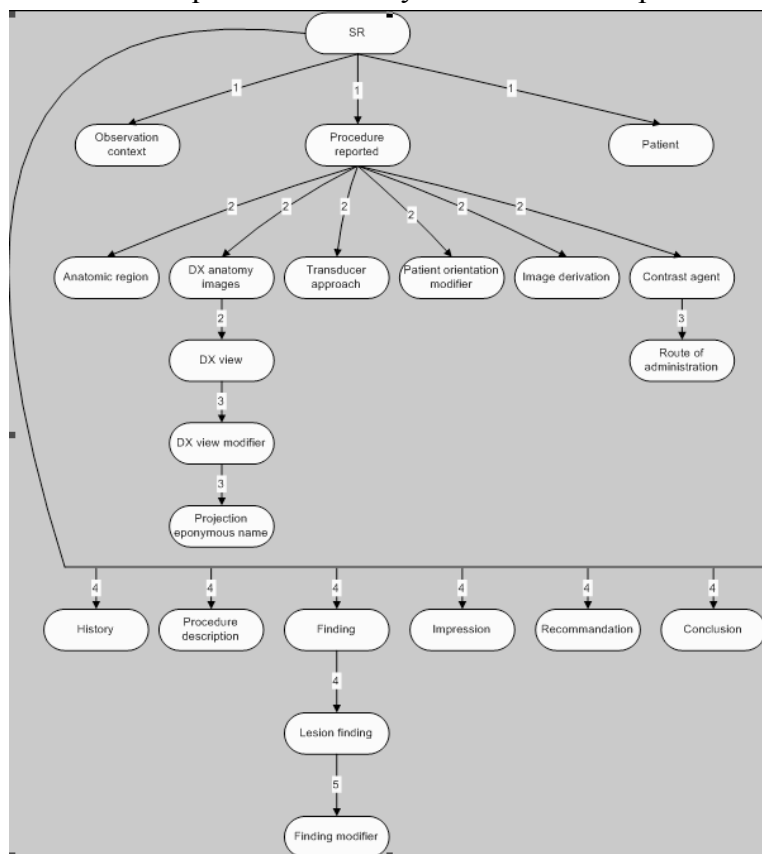 SR
1
1
1
Observation
context
Procedure
reported
Patient
2
2
2
2
2
2
Anatomic region
DX anatomy
images
Transducer
approach
Patient orientation
modifier
Image derivation
Contrast agent
2
3
DX view
Route of
administration
3
DX view modifier
3
Projection
eponymous name
4
4
4
4
4
4
History
Procedure
description
Finding
Impression
Recommandation
Conclusion
4
Lesion finding
5
Finding modifier